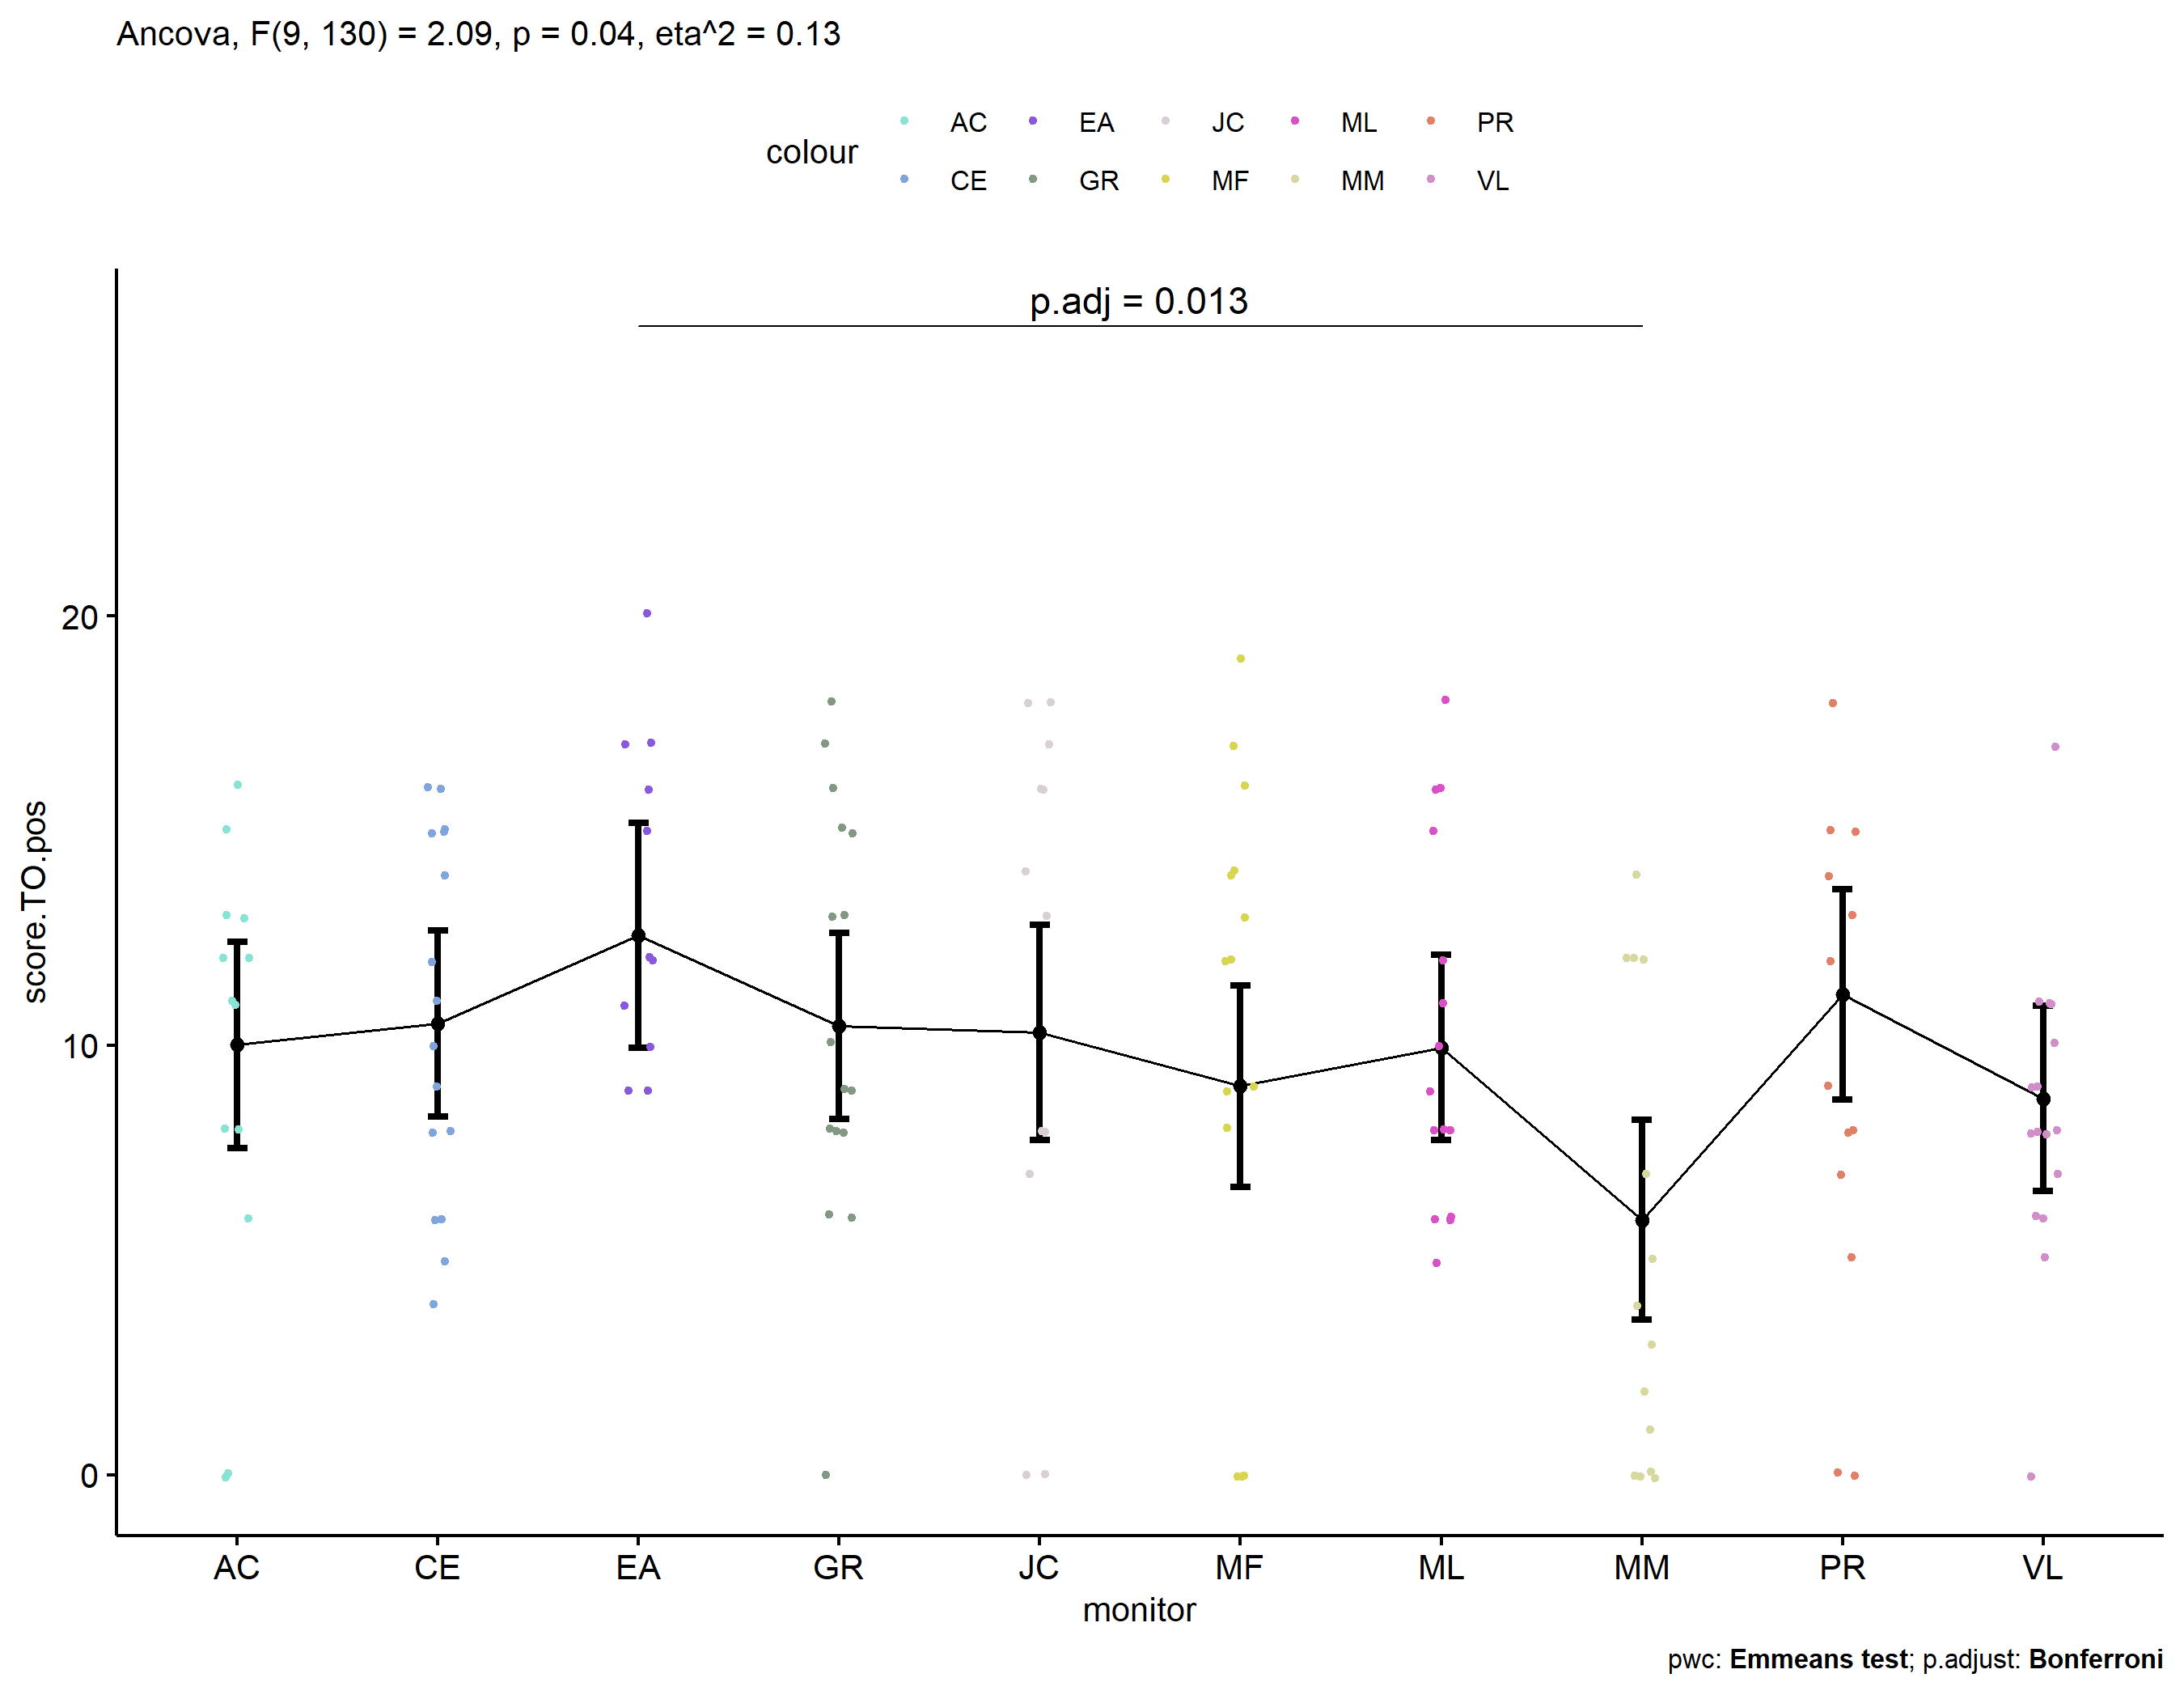 Ancova, F(9, 130) = 2.09, p = 0.04, eta^2 = 0.13
colour
AC EA JC ML PR
CE GR MF MM VL
p.adj = 0.013
20
10
0
score.TO.pos
AC CE EA GR JC MF ML MM PR VL
monitor
pwc: Emmeans test; p.adjust: Bonferroni